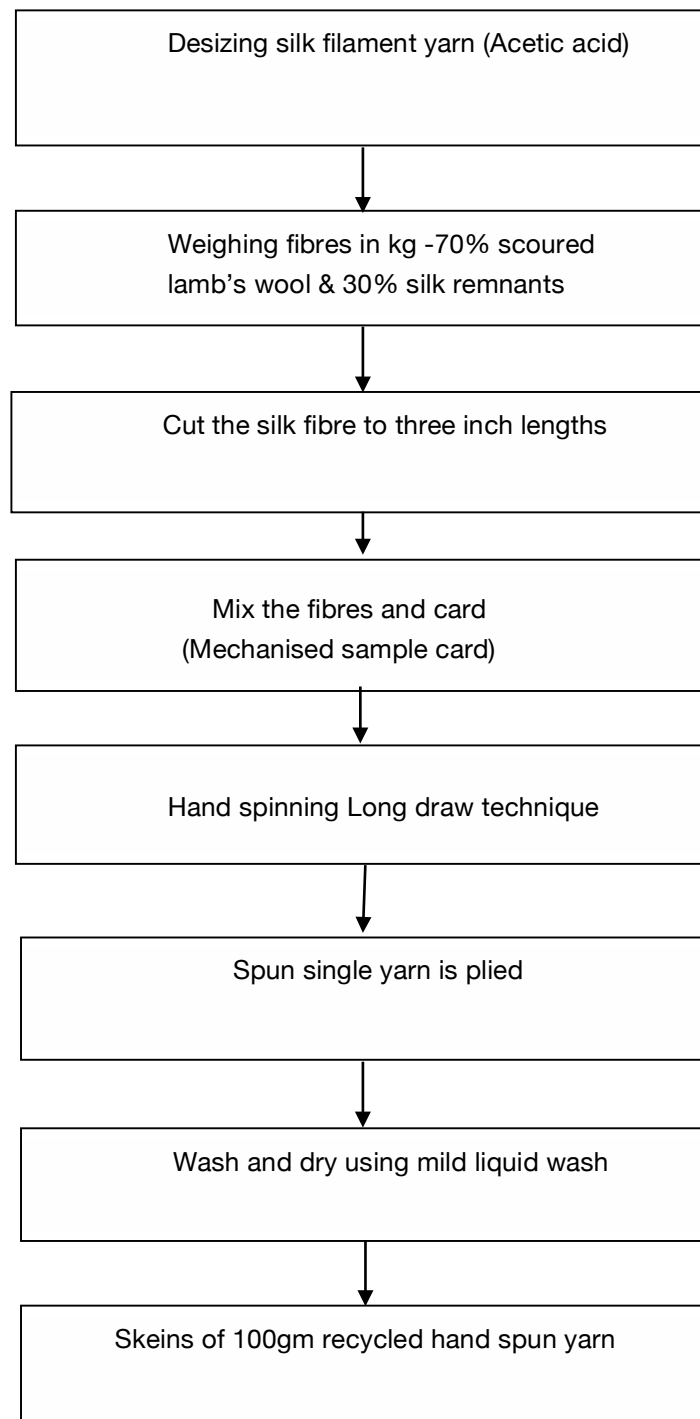 Desizing silk filament yarn (Acetic acid)
Weighing fibres in kg -70% scoured
lamb’s wool & 30% silk remnants
Cut the silk fibre to three inch lengths
Mix the fibres and card
(Mechanised sample card)
Hand spinning Long draw technique
Spun single yarn is plied
Wash and dry using mild liquid wash
Skeins of 100gm recycled hand spun yarn